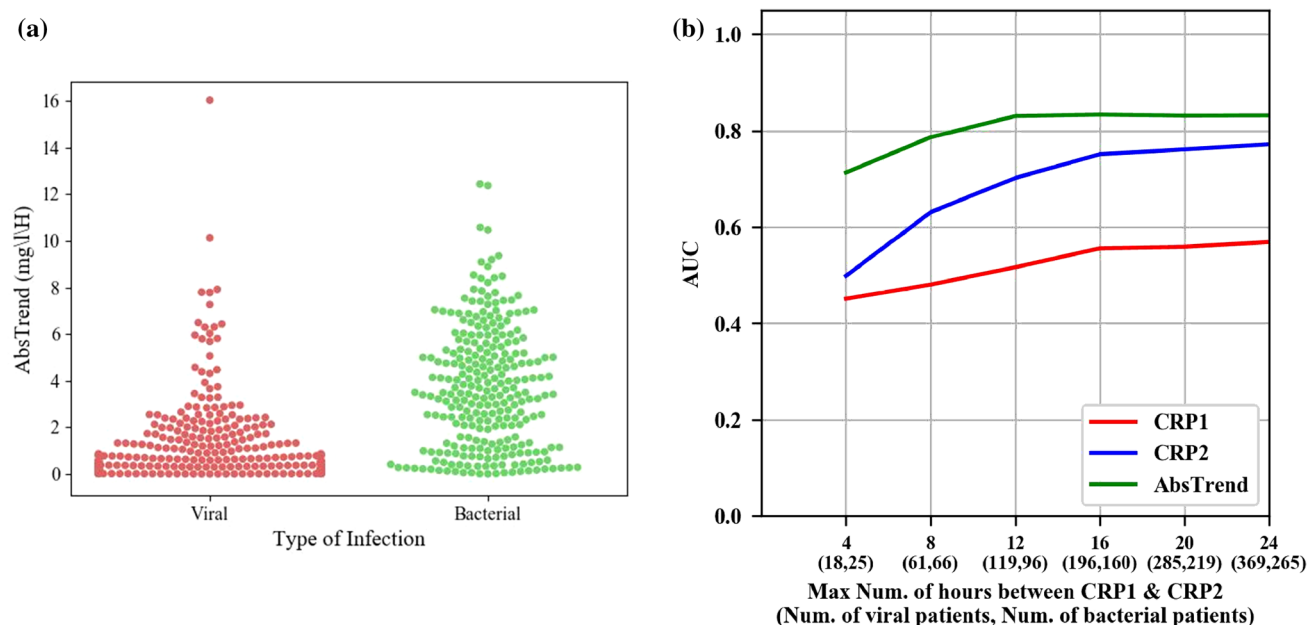 (a)
16
14
12
10
8
6
4
2
0
AbsTrend (mg\l\H)
Viral
Bacterial
Type of Infection
(b)
1.0
0.8
0.6
0.4
0.2
0.0
AUC
CRP1
CRP2
AbsTrend
4 8 12 16 20 24
(18,25) (61,66) (119,96) (196,160) (285,219) (369,265)
Max Num. of hours between CRP1 & CRP2
(Num. of viral patients, Num. of bacterial patients)